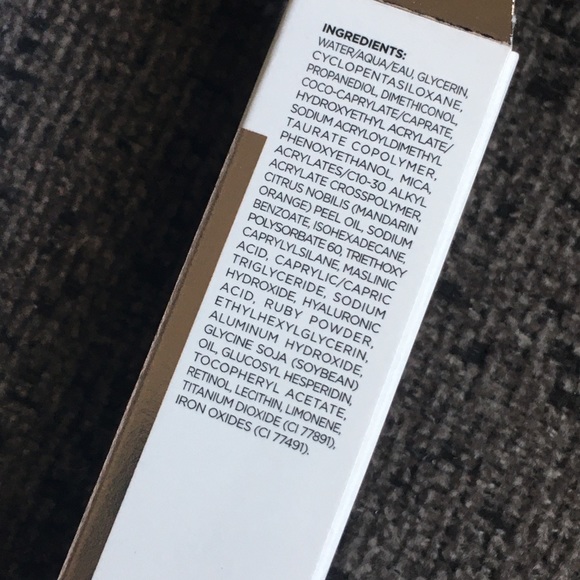 INGREDIENTS:
WATER/AQUA/EAU, GLYCERIN,
CYCLOPENTASILOXANE,
PROPANEDIOL, DIMETHICONOL,
COCO-CAPRYLATE/CAPRATE,
HYDROXYETHYL ACRYLATE/
SODIUM ACRYLOYLDIMETHYL
TAURATE COPOLYMER,
PHENOXYETHANOL, MICA,
ACRYLATES/C10-30 ALKYL
ACRYLATE CROSSPOLYMER,
CITRUS NOBILIS (MANDARIN
ORANGE) PEEL OIL, SODIUM
BENZOATE, ISOHEXADECANE,
POLYSORBATE 60, TRIETHOXY
CAPRYLYLSILANE, MASLINIC
ACID, CAPRYLIC/CAPRIC
TRIGLYCERIDE, SODIUM
HYDROXIDE, HYALURONIC
ACID, RUBY POWDER,
ETHYLHEXYLGLYCERIN,
ALUMINUM HYDROXIDE,
GLYCINE SOJA (SOYBEAN)
OIL, GLUCOSYL HESPERIDIN,
TOCOPHERYL ACETATE,
RETINOL, LECITHIN, LIMONENE,
TITANIUM DIOXIDE (CI 77891),
IRON OXIDES (CI 77491).